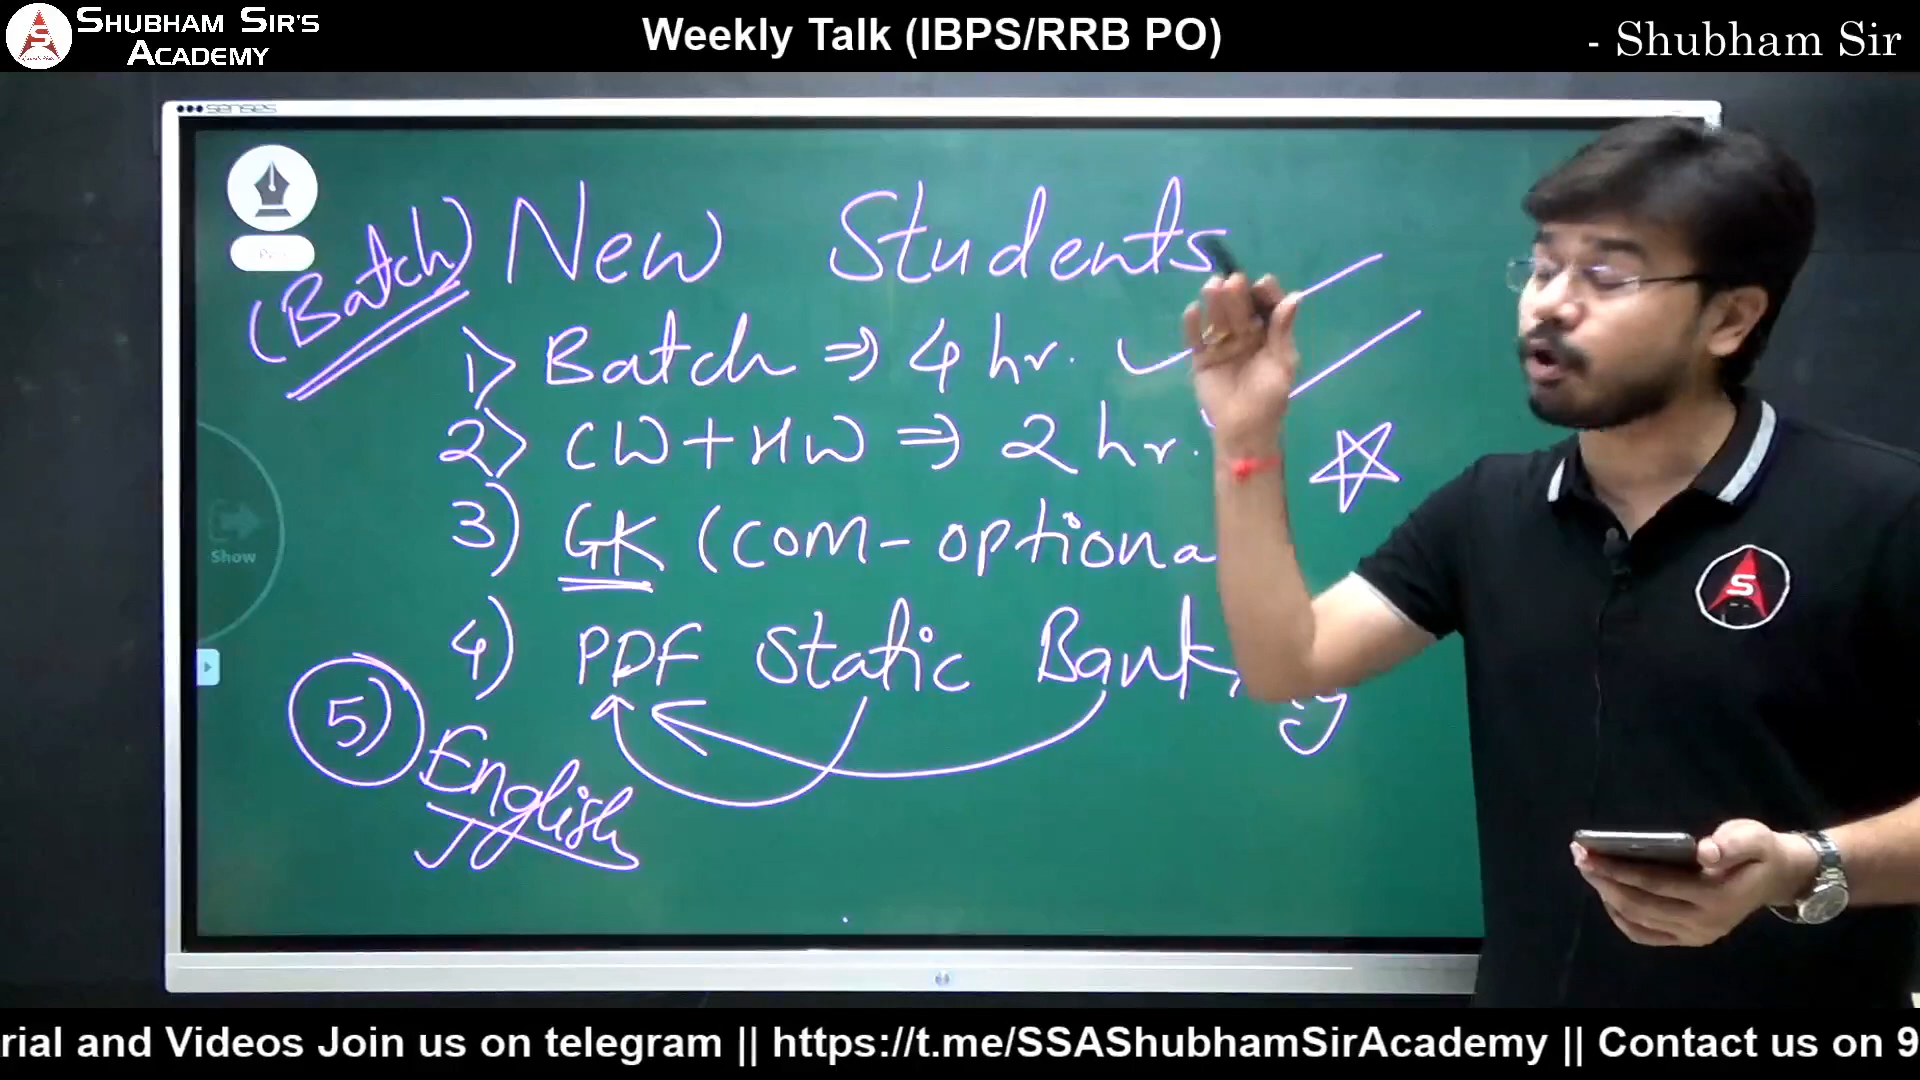 SHUBHAM SIR'S
ACADEMY
Weekly Talk (IBPS/RRB PO)
- Shubham Sir
senses
(Batch) New Students
1) Batch ⇒ 4 hr.
2) CW + HW ⇒ 2 hr.
3) GK (com - optiona
4) PDF Static Banking
5) English
Show
S
rial and Videos Join us on telegram || https://t.me/SSAShubhamSirAcademy || Contact us on 9